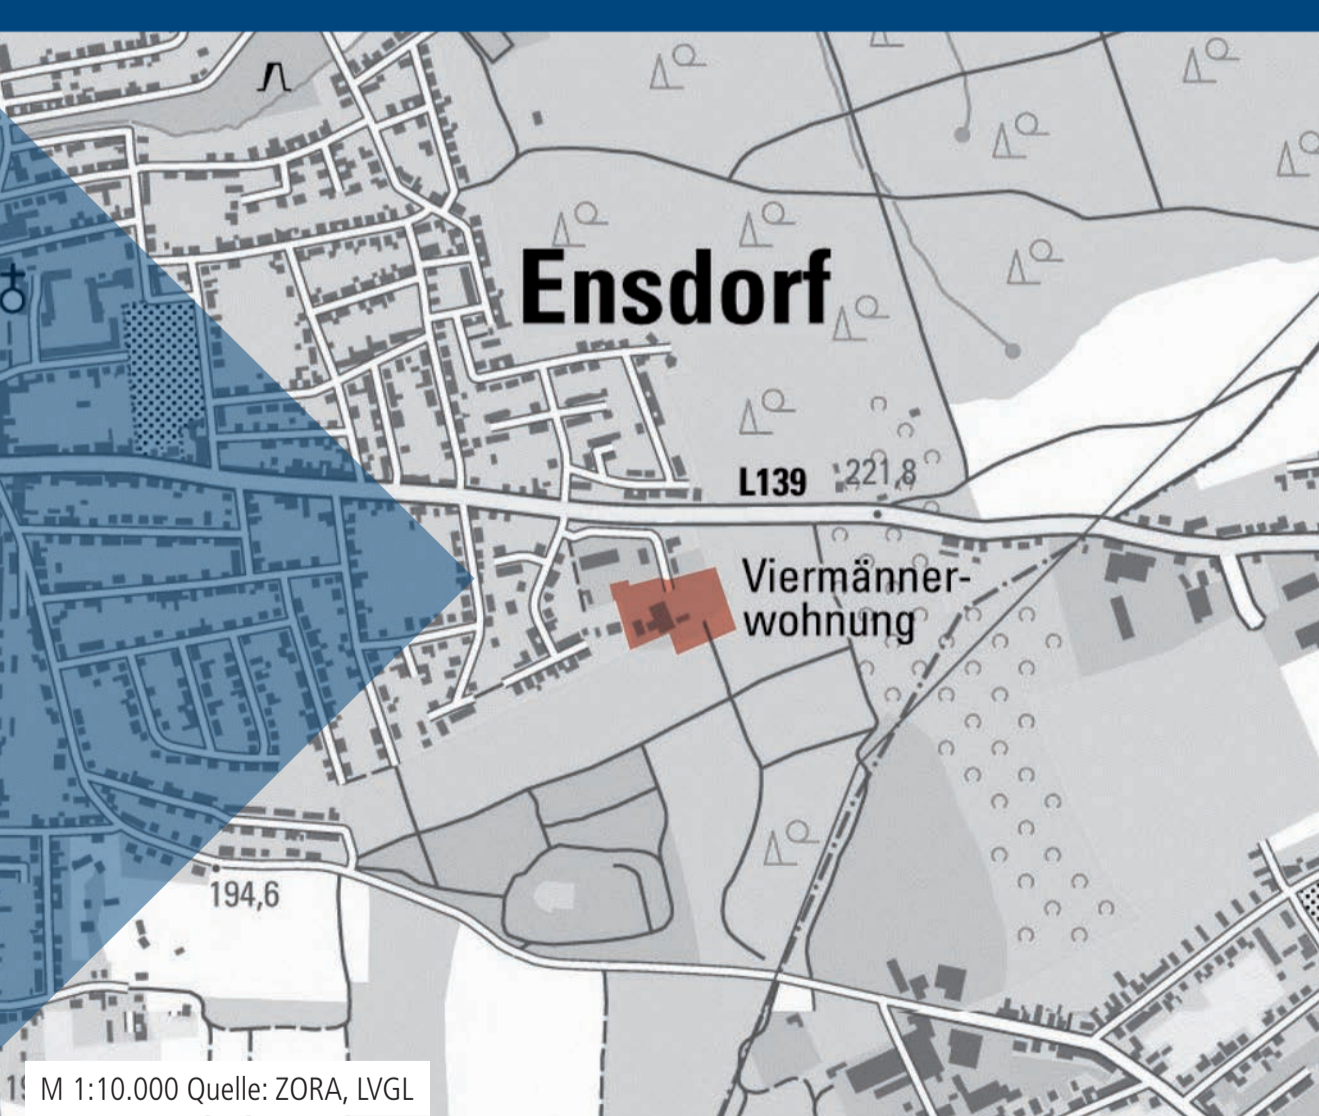 Ensdorf
L139
221,8
Viermänner-
wohnung
194,6
M 1:10.000 Quelle: ZORA, LVGL